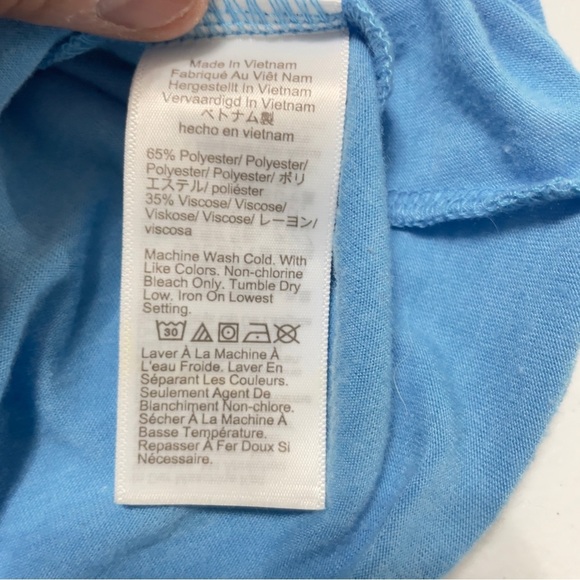 Made In Vietnam
Fabriqué Au Viêt Nam
Hergestellt In Vietnam
Vervaardigd In Vietnam
ベトナム製
hecho en vietnam
65% Polyester/ Polyester/
Polyester/ Polyester/ ポリ
エステル/ poliéster
35% Viscose/ Viscose/
Viskose/ Viscose/ レーヨン/
viscosa
Machine Wash Cold. With
Like Colors. Non-chlorine
Bleach Only. Tumble Dry
Low. Iron On Lowest
Setting.
30
Laver À La Machine À
L'eau Froide. Laver En
Séparant Les Couleurs.
Seulement Agent De
Blanchiment Non-chlore.
Sécher À La Machine À
Basse Température.
Repasser À Fer Doux Si
Nécessaire.